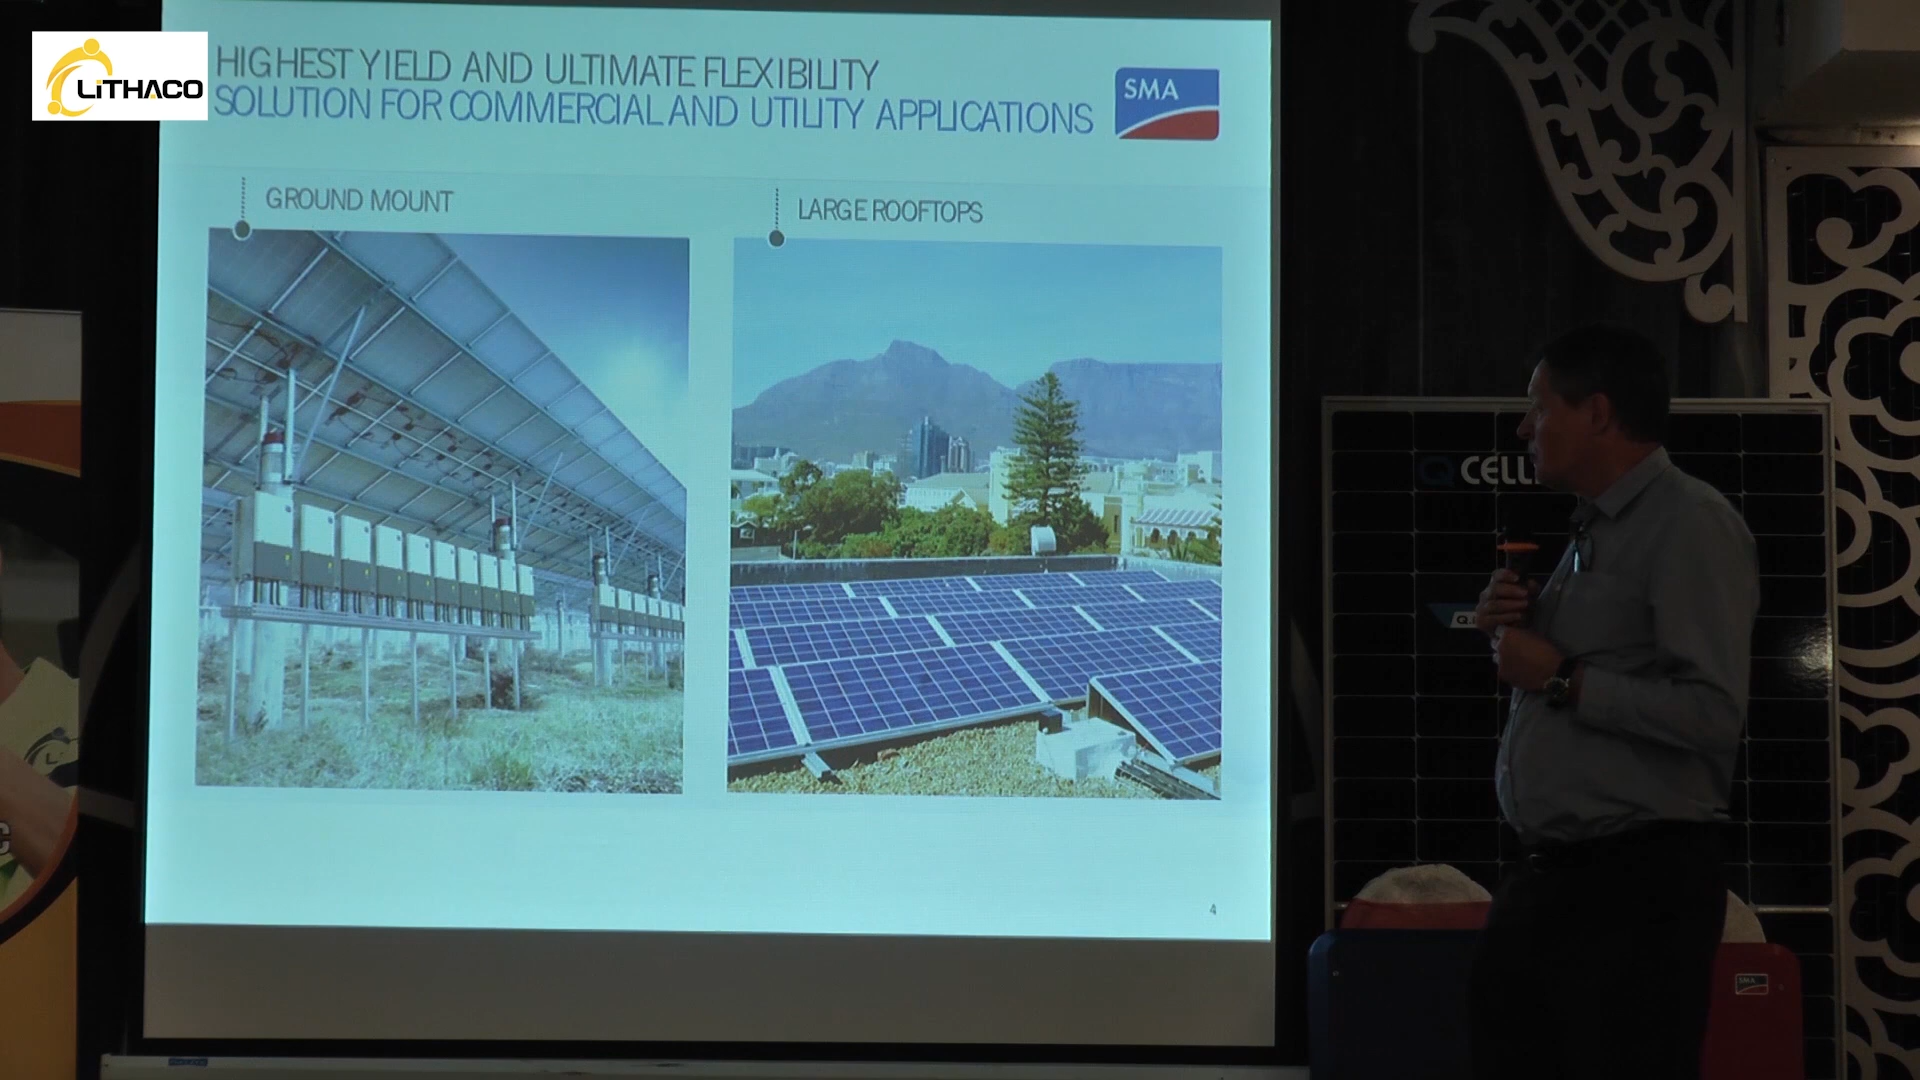 LiTHACO
HIGHEST YIELD AND ULTIMATE FLEXIBILITY
SOLUTION FOR COMMERCIAL AND UTILITY APPLICATIONS
SMA
GROUND MOUNT
LARGE ROOFTOPS
4
Q CELL
SMA